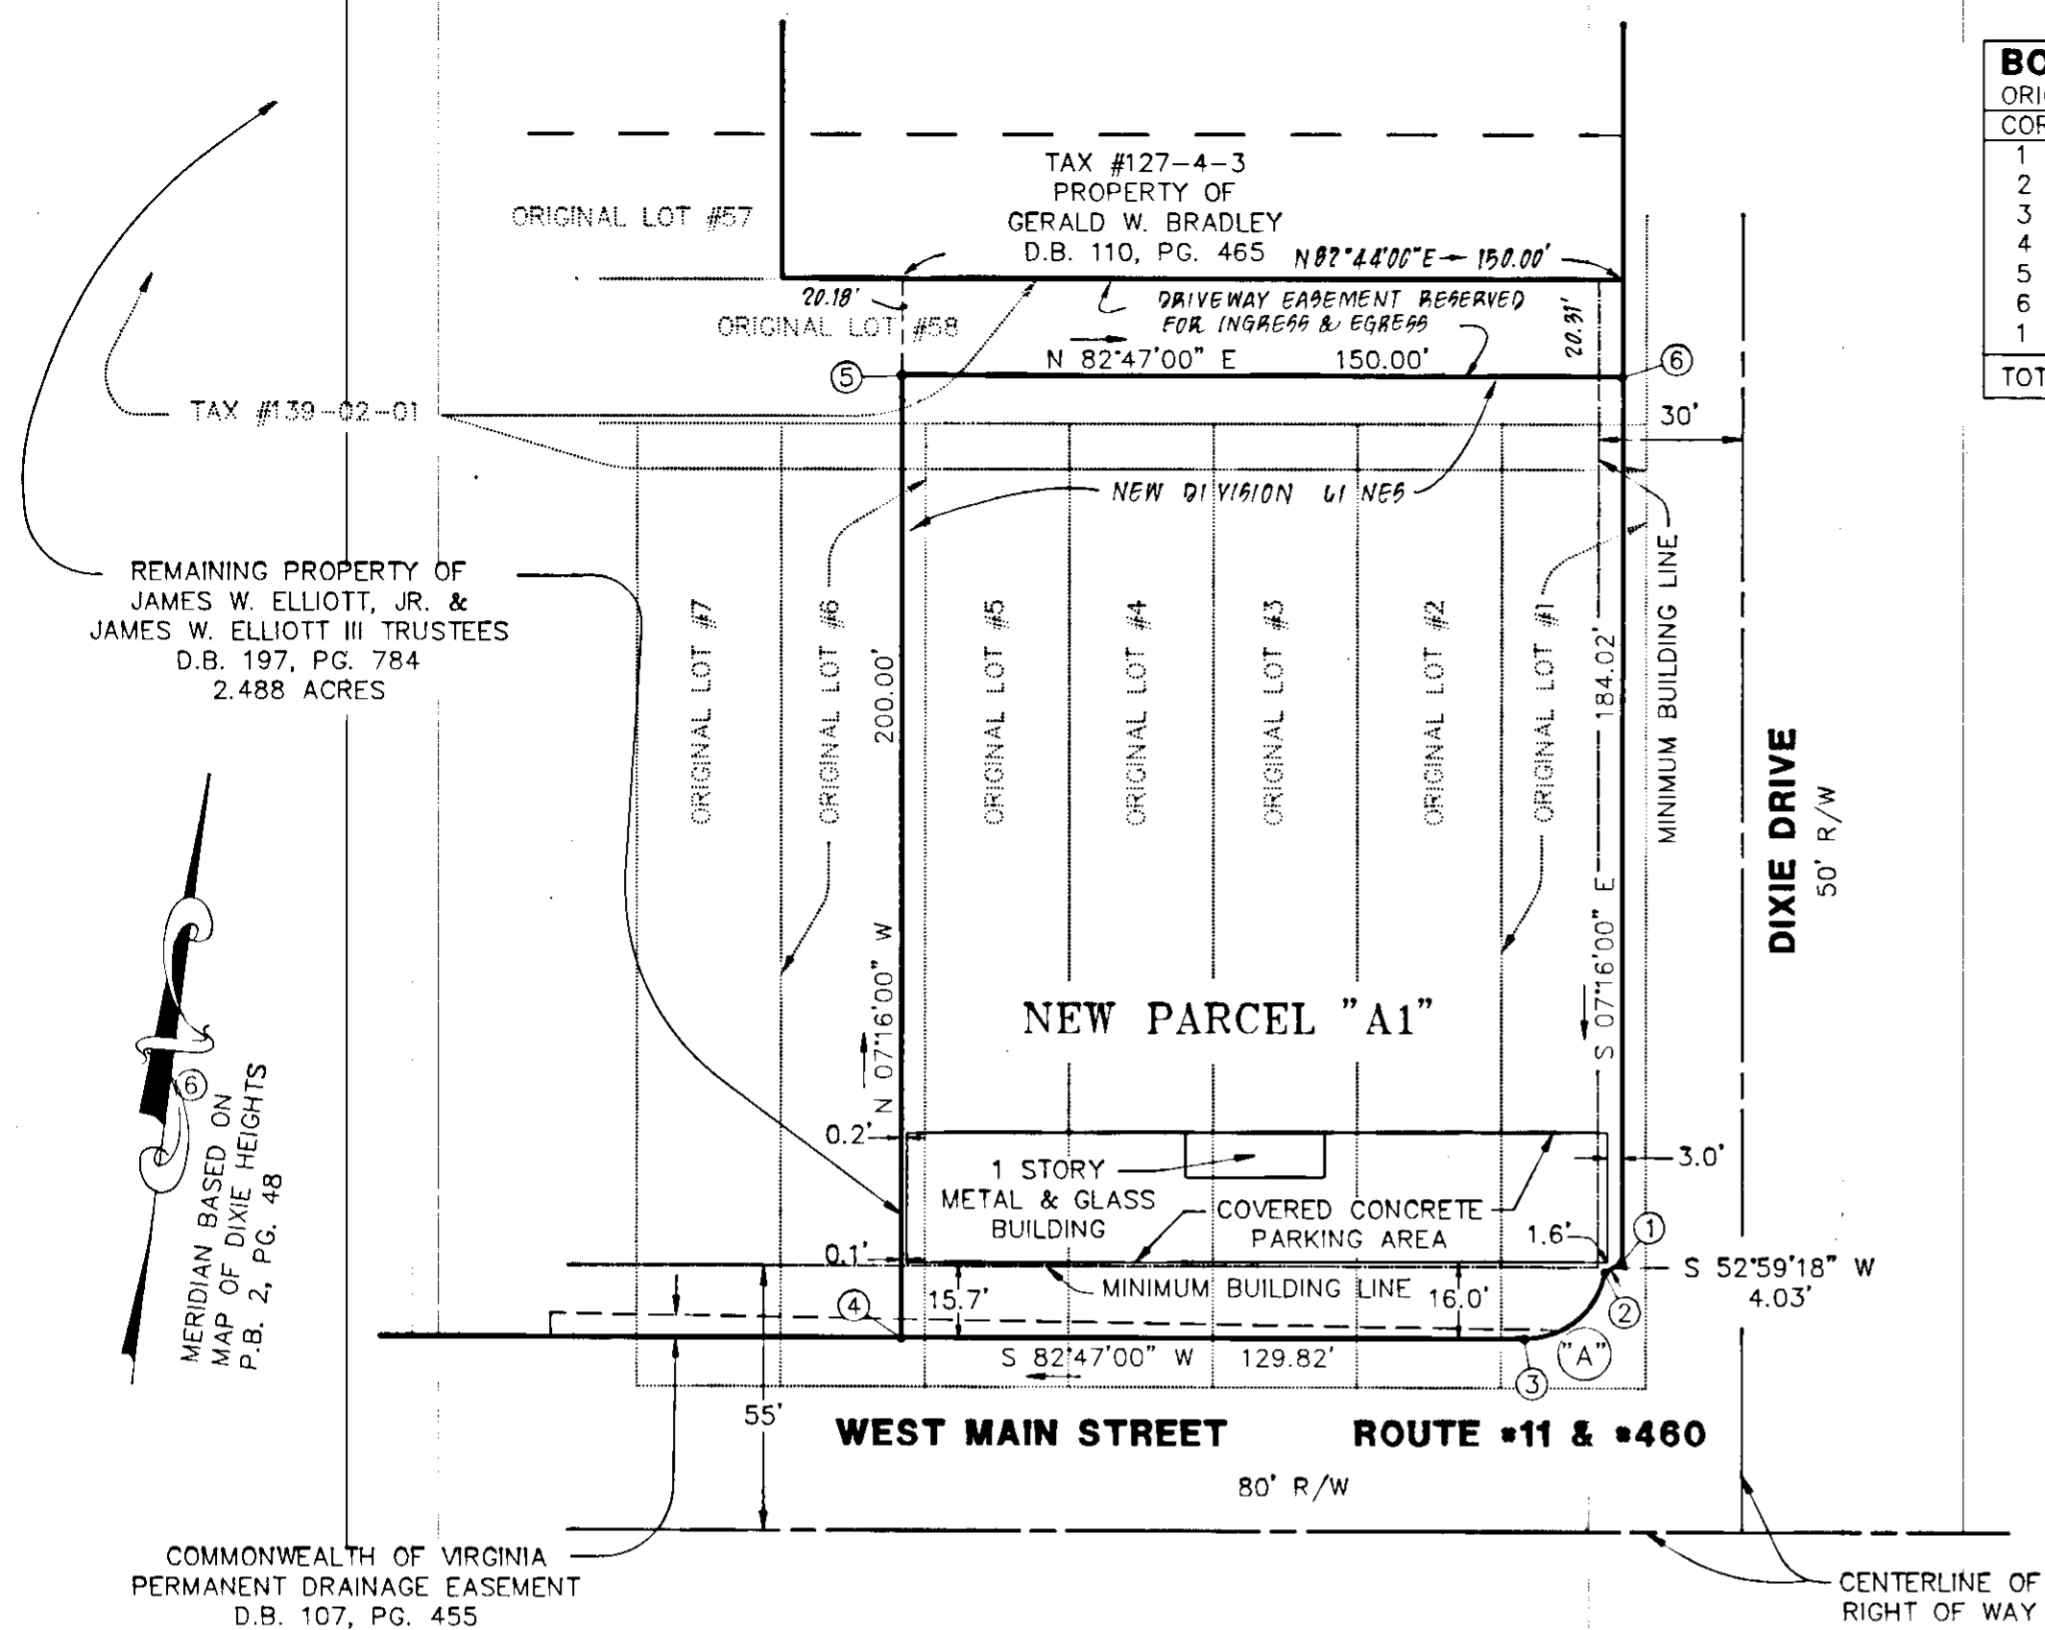 BO
ORI
COR
1
2
3
4
5
6
1
TOT
TAX #127-4-3
PROPERTY OF
GERALD W. BRADLEY
D.B. 110, PG. 465
ORIGINAL LOT #57
N 82°44'00" E 150.00'
20.18'
DRIVEWAY EASEMENT RESERVED
FOR INGRESS & EGRESS
20.31'
ORIGINAL LOT #58
N 82°47'00" E 150.00'
5
6
TAX #139-02-01
30'
NEW DIVISION LINES
REMAINING PROPERTY OF
JAMES W. ELLIOTT, JR. &
JAMES W. ELLIOTT III TRUSTEES
D.B. 197, PG. 784
2.488 ACRES
ORIGINAL LOT #7
ORIGINAL LOT #6
200.00'
N 07°16'00" W
ORIGINAL LOT #5
ORIGINAL LOT #4
ORIGINAL LOT #3
ORIGINAL LOT #2
ORIGINAL LOT #1
184.02'
S 07°16'00" E
MINIMUM BUILDING LINE
DIXIE DRIVE
50' R/W
NEW PARCEL "A1"
6
MERIDIAN BASED ON
MAP OF DIXIE HEIGHTS
P.B. 2, PG. 48
0.2'
1 STORY
METAL & GLASS
BUILDING
COVERED CONCRETE
PARKING AREA
3.0'
1.6'
1
0.1'
S 52°59'18" W
4.03'
MINIMUM BUILDING LINE
15.7'
16.0'
4
2
S 82°47'00" W 129.82'
"A"
3
55'
WEST MAIN STREET ROUTE #11 & #460
80' R/W
COMMONWEALTH OF VIRGINIA
PERMANENT DRAINAGE EASEMENT
D.B. 107, PG. 455
CENTERLINE OF
RIGHT OF WAY